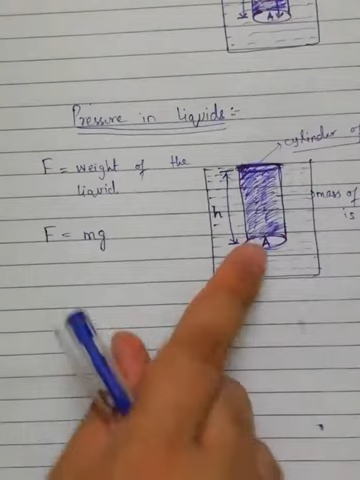 A
Pressure in liquids:-
cylinder of
F = weight of the
liquid
h
mass of
is
F = mg
A